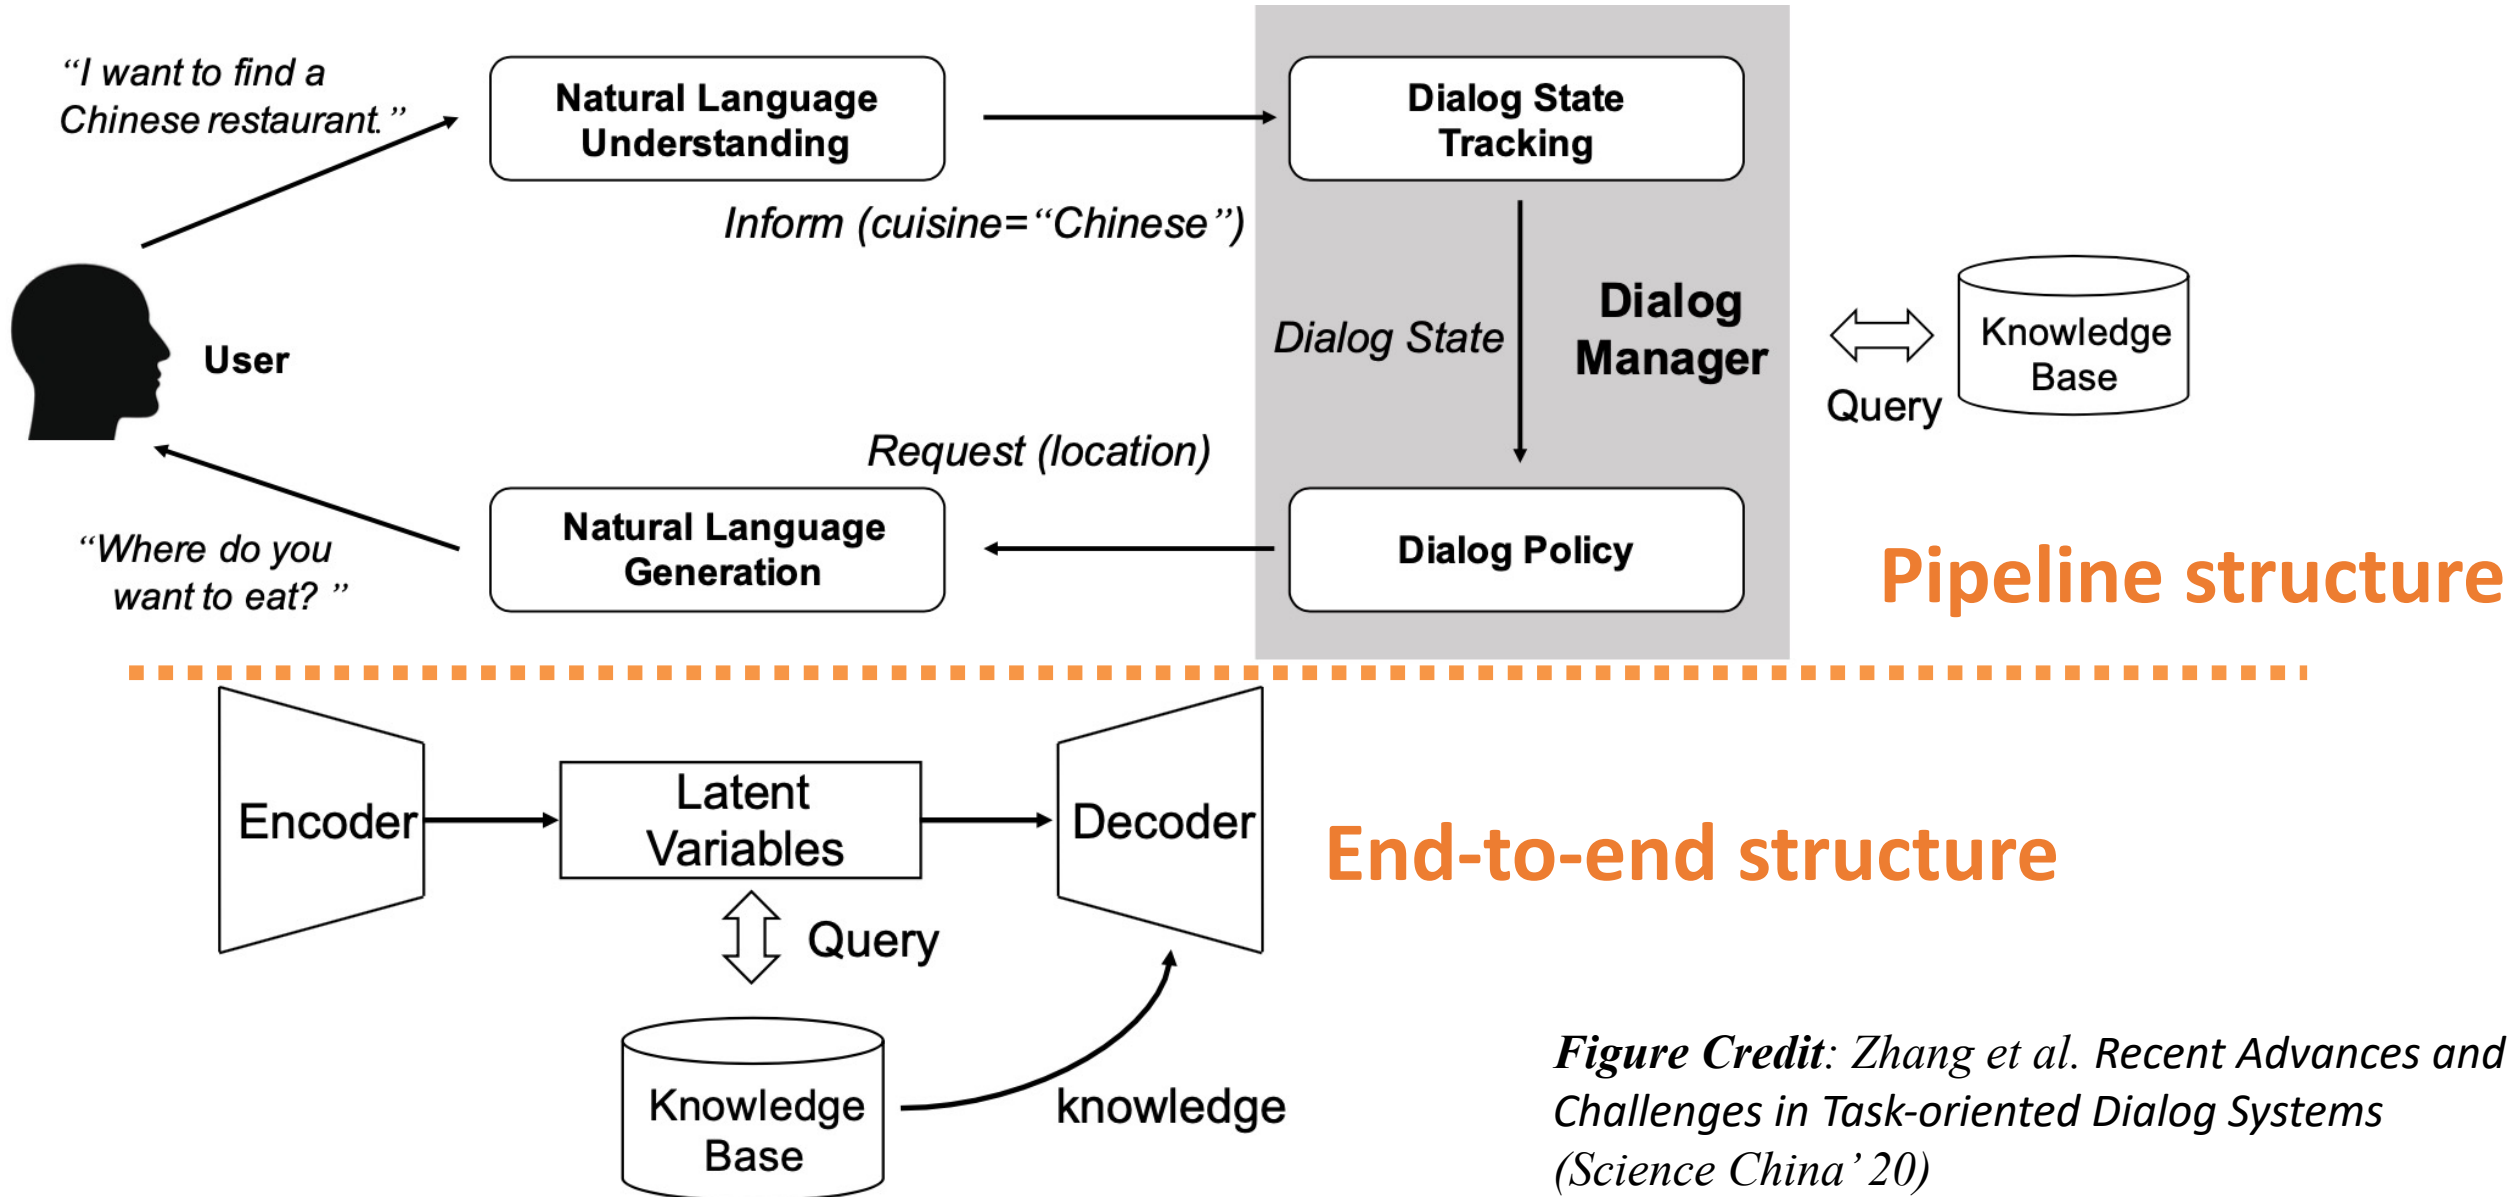 “I want to find a
Chinese restaurant.”
Natural Language
Understanding
Dialog State
Tracking
Inform (cuisine=“Chinese”)
User
Dialog State
Dialog
Manager
Query
Knowledge
Base
Request (location)
“Where do you
want to eat? ”
Natural Language
Generation
Dialog Policy
Pipeline structure
Encoder
Latent
Variables
Decoder
End-to-end structure
Query
Knowledge
Base
knowledge
Figure Credit: Zhang et al. Recent Advances and
Challenges in Task-oriented Dialog Systems
(Science China’ 20)